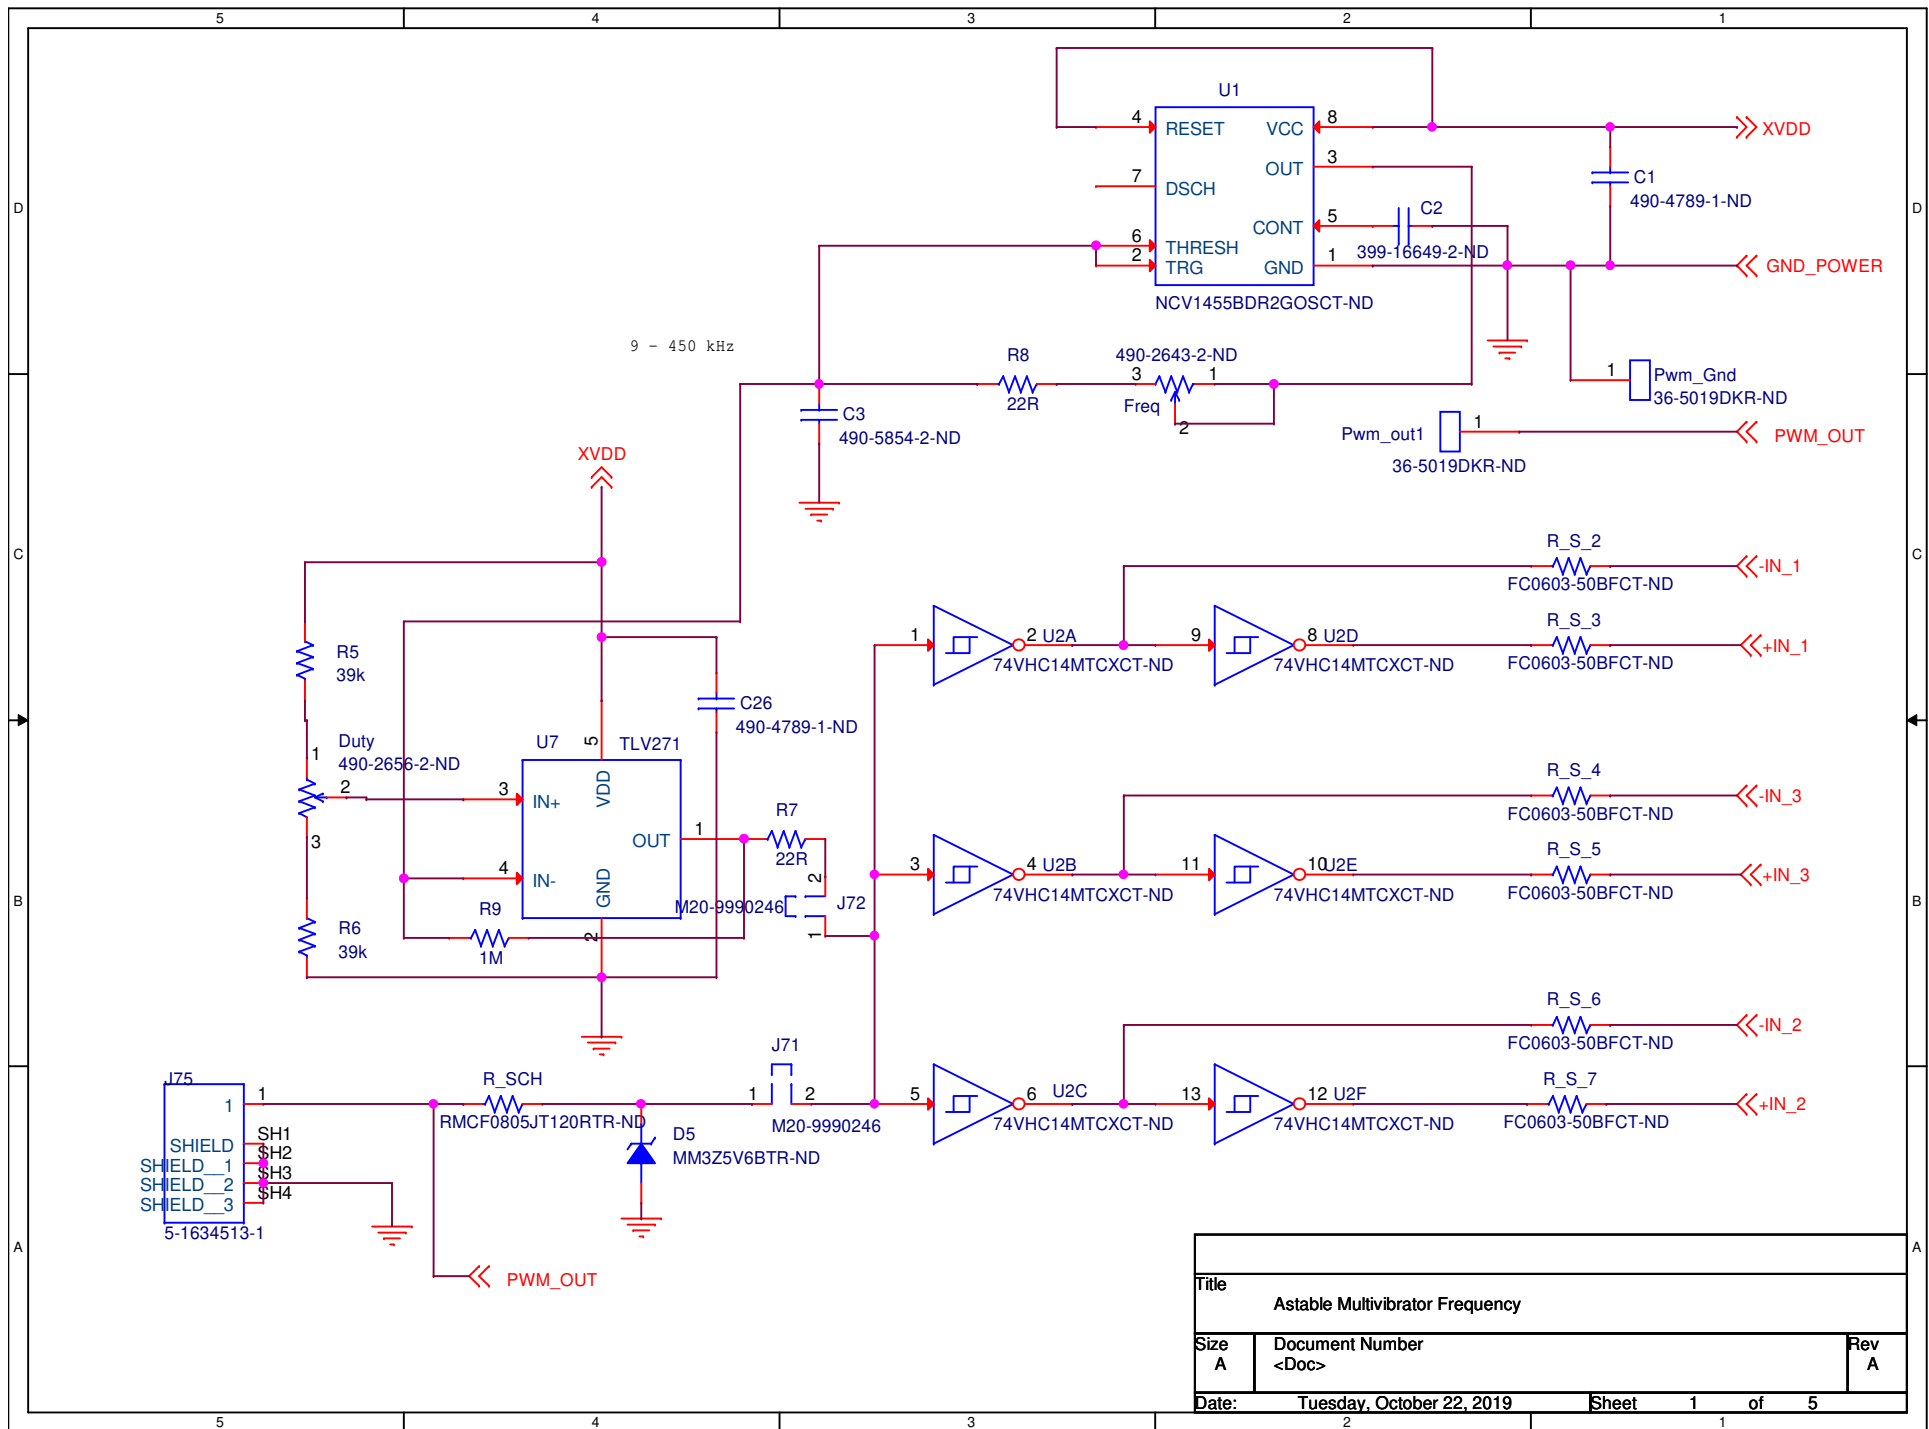 5 4 3 2 1
D D
C C
B B
A A
U1
4 RESET VCC 8
XVDD
OUT 3
7 DSCH
C1
490-4789-1-ND
CONT 5
C2
399-16649-2-ND
6 THRESH
2 TRG GND 1
GND_POWER
NCV1455BDR2GOSCT-ND
9 - 450 kHz
R8
22R
490-2643-2-ND
3 1
Freq
2
1 Pwm_Gnd
36-5019DKR-ND
C3
490-5854-2-ND
Pwm_out1 1
PWM_OUT
36-5019DKR-ND
XVDD
R_S_2
-IN_1
FC0603-50BFCT-ND
R_S_3
1 2 U2A
9 8 U2D
+IN_1
74VHC14MTCXCT-ND
74VHC14MTCXCT-ND
FC0603-50BFCT-ND
R5
39k
C26
490-4789-1-ND
Duty
490-2656-2-ND
1
2
3
U7
5
TLV271
VDD
3 IN+
OUT 1
4 IN-
GND
2
R7
22R
2
M20-9990246
J72
1
R9
1M
R6
39k
R_S_4
-IN_3
FC0603-50BFCT-ND
R_S_5
3 4 U2B
11 10 U2E
+IN_3
74VHC14MTCXCT-ND
74VHC14MTCXCT-ND
FC0603-50BFCT-ND
R_S_6
-IN_2
FC0603-50BFCT-ND
R_S_7
5 6 U2C
13 12 U2F
+IN_2
74VHC14MTCXCT-ND
74VHC14MTCXCT-ND
FC0603-50BFCT-ND
J71
1 2
M20-9990246
J75
1 1
R_SCH
RMCF0805JT120RTR-ND
D5
MM3Z5V6BTR-ND
SHIELD SH1
SHIELD__1 SH2
SHIELD__2 SH3
SHIELD__3 SH4
5-1634513-1
PWM_OUT
Title
Astable Multivibrator Frequency
Size Document Number Rev
A <Doc> A
Date: Tuesday, October 22, 2019 Sheet 1 of 5
5 4 3 2 1